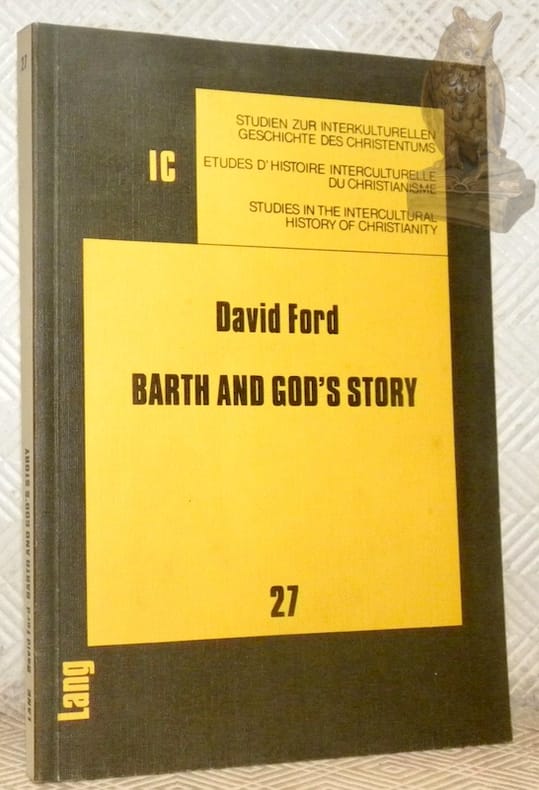 27
IC
STUDIEN ZUR INTERKULTURELLEN
GESCHICHTE DES CHRISTENTUMS
ETUDES D'HISTOIRE INTERCULTURELLE
DU CHRISTIANISME
STUDIES IN THE INTERCULTURAL
HISTORY OF CHRISTIANITY
David Ford
BARTH AND GOD'S STORY
27
Lang
LANG David Ford BARTH AND GOD'S STORY